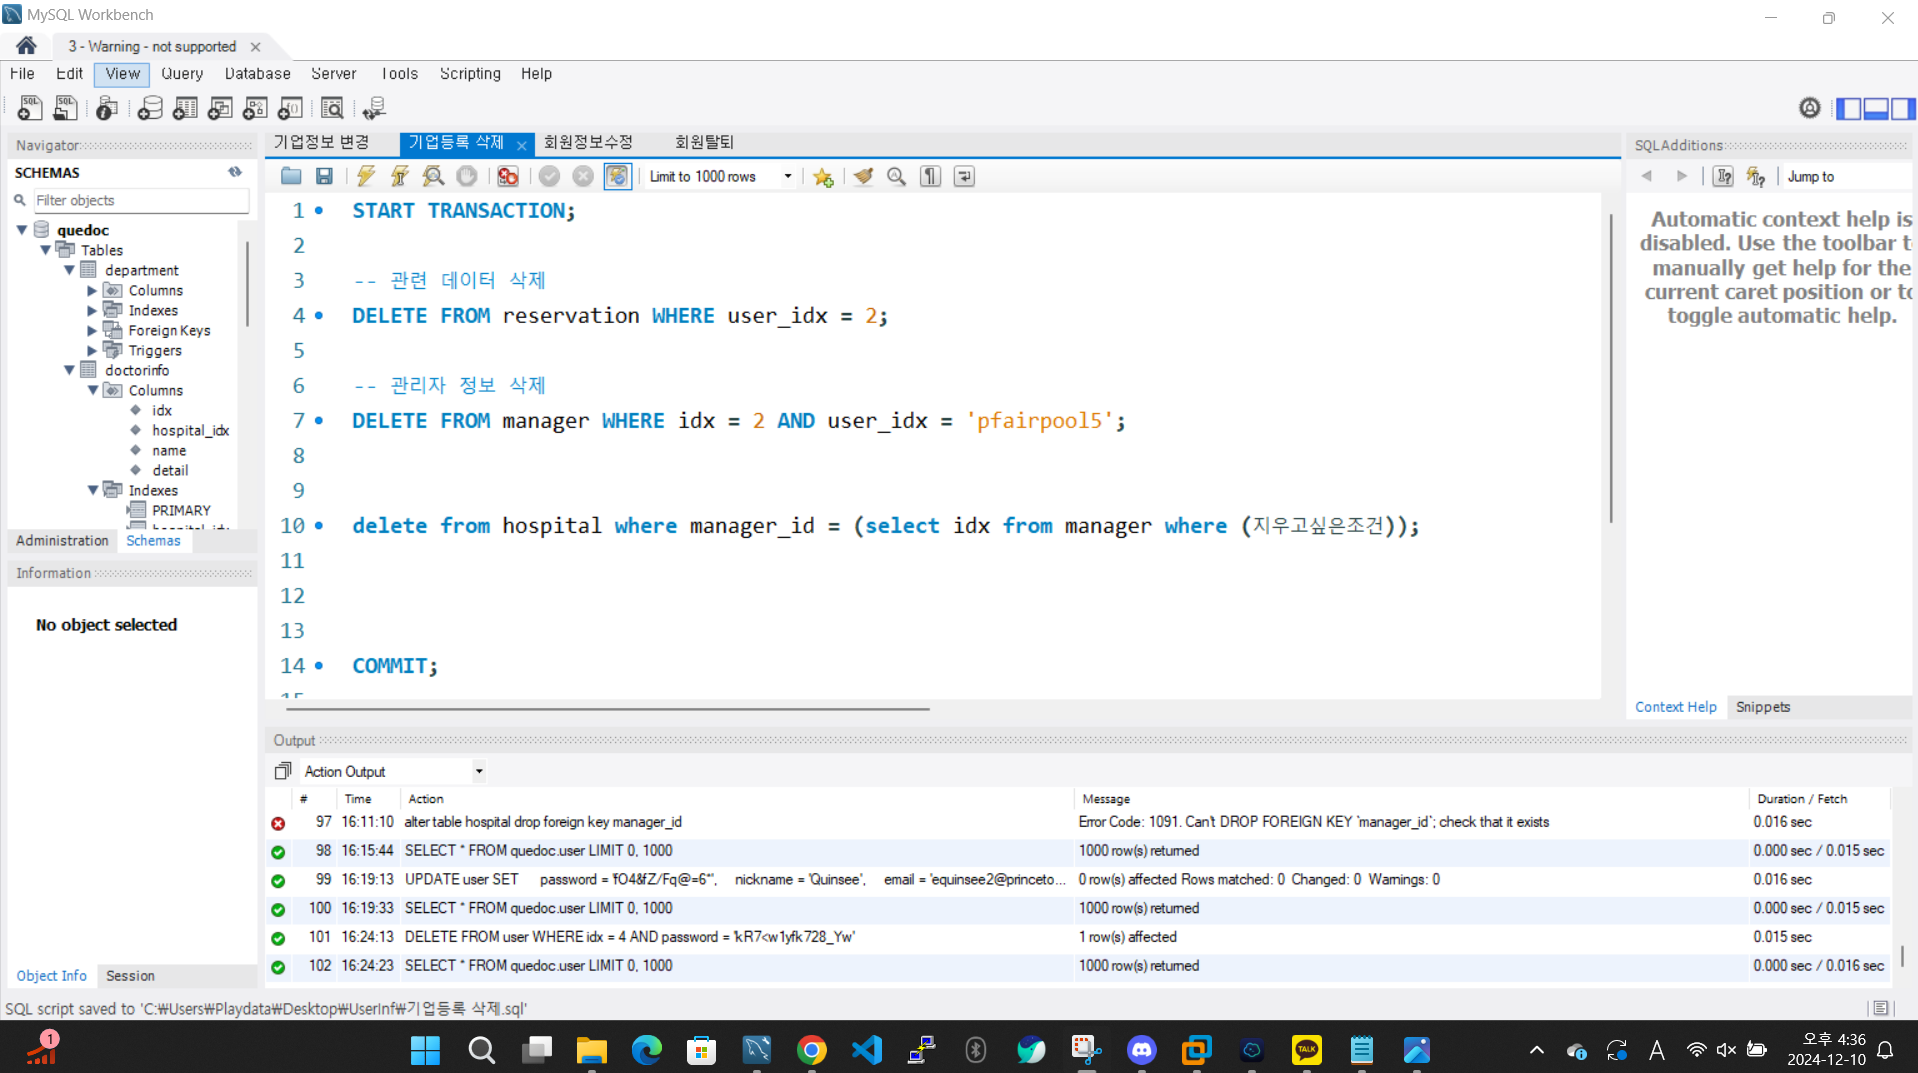 MySQL Workbench
3 - Warning - not supported
File Edit View Query Database Server Tools Scripting Help
Navigator
SCHEMAS
Filter objects
quedoc
Tables
department
Columns
Indexes
Foreign Keys
Triggers
doctorinfo
Columns
idx
hospital_idx
name
detail
Indexes
PRIMARY
Administration Schemas
Information
No object selected
Object Info Session
기업정보 변경 기업등록 삭제 회원정보수정 회원탈퇴
Limit to 1000 rows
1 START TRANSACTION;
2
3 -- 관련 데이터 삭제
4 DELETE FROM reservation WHERE user_idx = 2;
5
6 -- 관리자 정보 삭제
7 DELETE FROM manager WHERE idx = 2 AND user_idx = 'pfairpool5';
8
9
10 delete from hospital where manager_id = (select idx from manager where (지우고싶은조건));
11
12
13
14 COMMIT;
15
SQLAdditions
Jump to
Automatic context help is
disabled. Use the toolbar t
manually get help for the
current caret position or to
toggle automatic help.
Context Help Snippets
Output
Action Output
# Time Action Message Duration / Fetch
97 16:11:10 alter table hospital drop foreign key manager_id Error Code: 1091. Can't DROP FOREIGN KEY `manager_id`; check that it exists 0.016 sec
98 16:15:44 SELECT * FROM quedoc.user LIMIT 0, 1000 1000 row(s) returned 0.000 sec / 0.015 sec
99 16:19:13 UPDATE user SET password = 'fO4&fZ/Fq@=6"', nickname = 'Quinsee', email = 'equinsee2@princeto... 0 row(s) affected Rows matched: 0 Changed: 0 Warnings: 0 0.016 sec
100 16:19:33 SELECT * FROM quedoc.user LIMIT 0, 1000 1000 row(s) returned 0.000 sec / 0.015 sec
101 16:24:13 DELETE FROM user WHERE idx = 4 AND password = 'kR7<w1yfk728_Yw' 1 row(s) affected 0.015 sec
102 16:24:23 SELECT * FROM quedoc.user LIMIT 0, 1000 1000 row(s) returned 0.000 sec / 0.016 sec
SQL script saved to 'C:₩Users₩Playdata₩Desktop₩UserInf₩기업등록 삭제.sql'
1
TALK
A
오후 4:36
2024-12-10